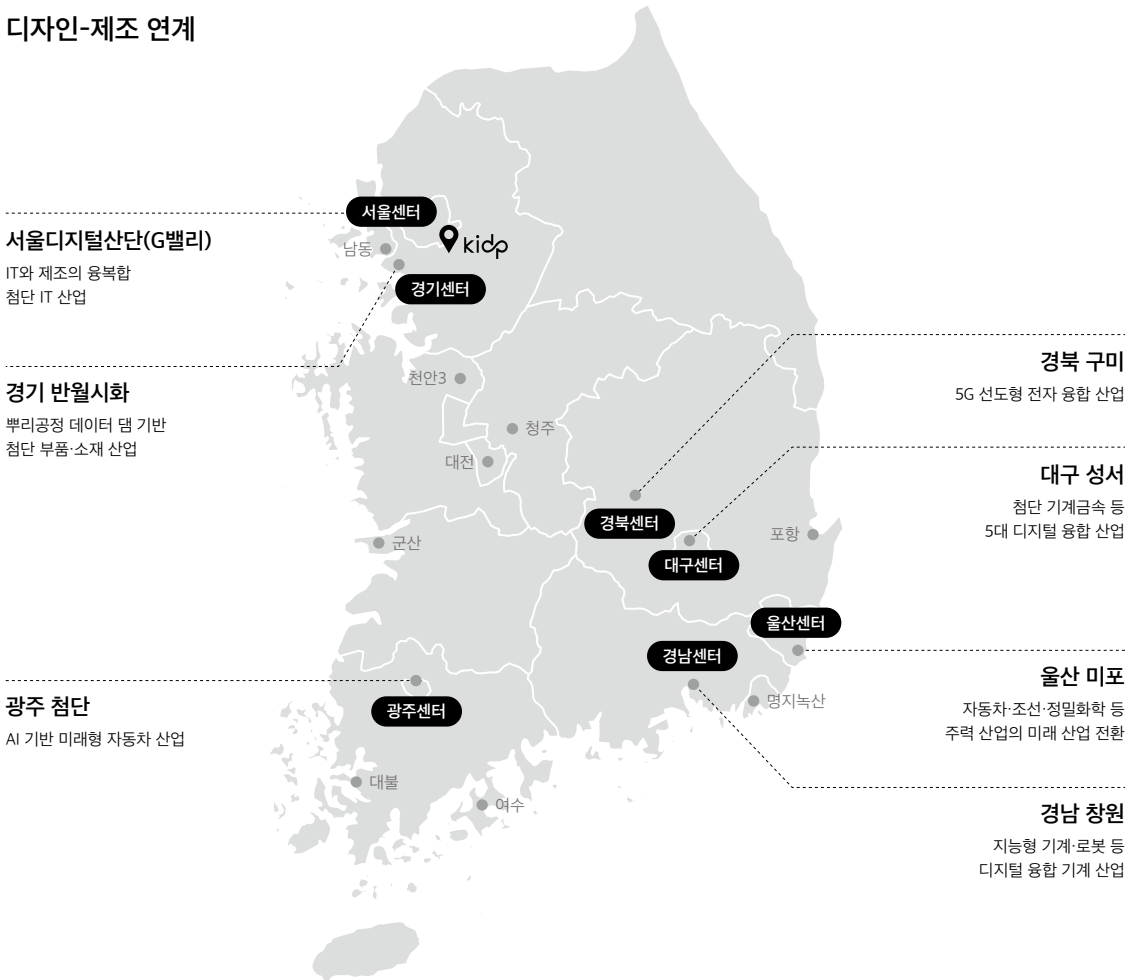 디자인-제조 연계
서울센터
서울디지털산단(G밸리)
IT와 제조의 융복합
첨단 IT 산업
남동
kidp
경기센터
경기 반월시화
뿌리공정 데이터 댐 기반
첨단 부품·소재 산업
천안3
청주
대전
경북 구미
5G 선도형 전자 융합 산업
대구 성서
첨단 기계금속 등
5대 디지털 융합 산업
경북센터
포항
군산
대구센터
울산센터
경남센터
울산 미포
자동차·조선·정밀화학 등
주력 산업의 미래 산업 전환
명지녹산
광주 첨단
AI 기반 미래형 자동차 산업
광주센터
대불
여수
경남 창원
지능형 기계·로봇 등
디지털 융합 기계 산업